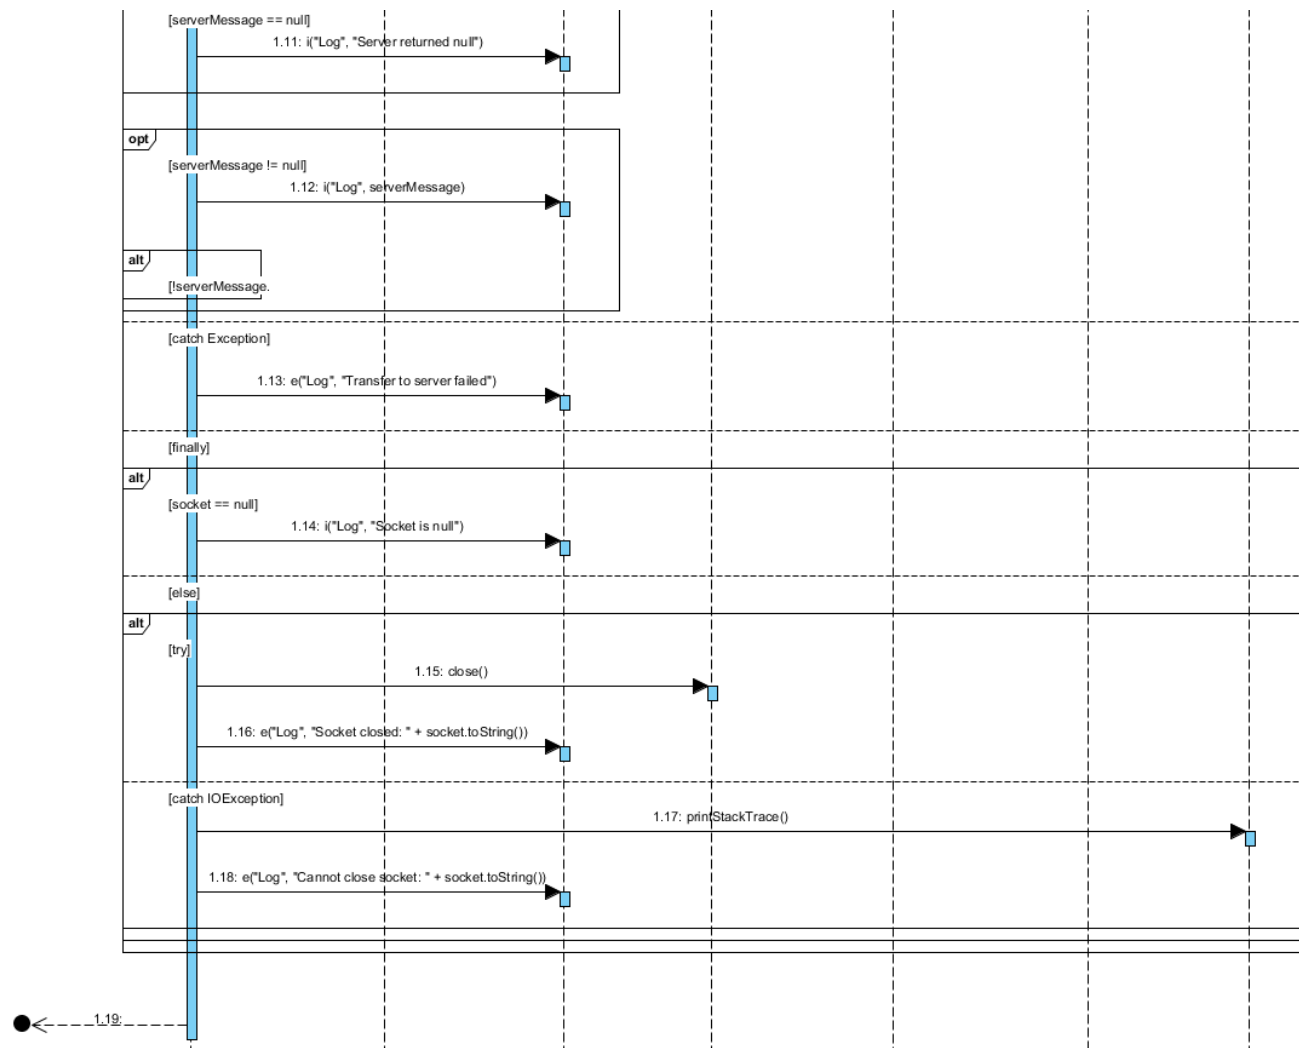 [serverMessage == null]
1.11: i("Log", "Server returned null")
opt
[serverMessage != null]
1.12: i("Log", serverMessage)
alt
[!serverMessage.
[catch Exception]
1.13: e("Log", "Transfer to server failed")
[finally]
alt
[socket == null]
1.14: i("Log", "Socket is null")
[else]
alt
[try]
1.15: close()
1.16: e("Log", "Socket closed: " + socket.toString())
[catch IOException]
1.17: printStackTrace()
1.18: e("Log", "Cannot close socket: " + socket.toString())
1.19: